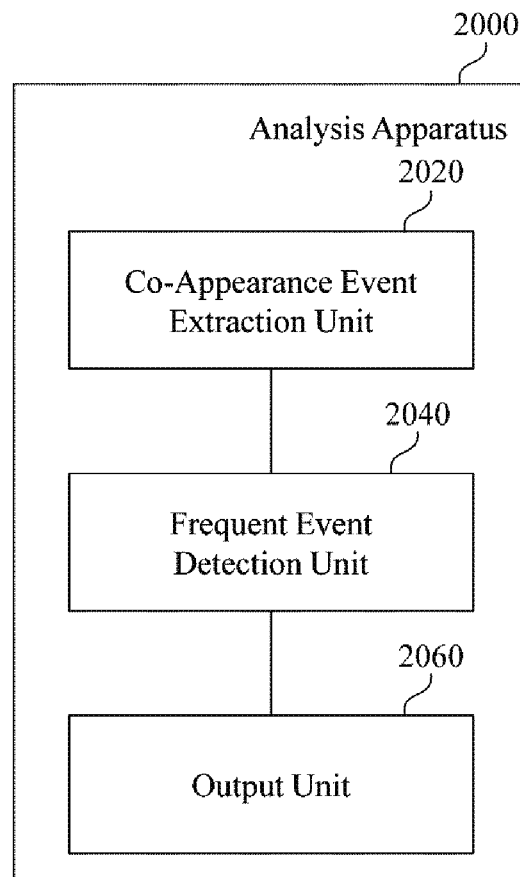 2000
Analysis Apparatus
2020
Co-Appearance Event
Extraction Unit
2040
Frequent Event
Detection Unit
2060
Output Unit